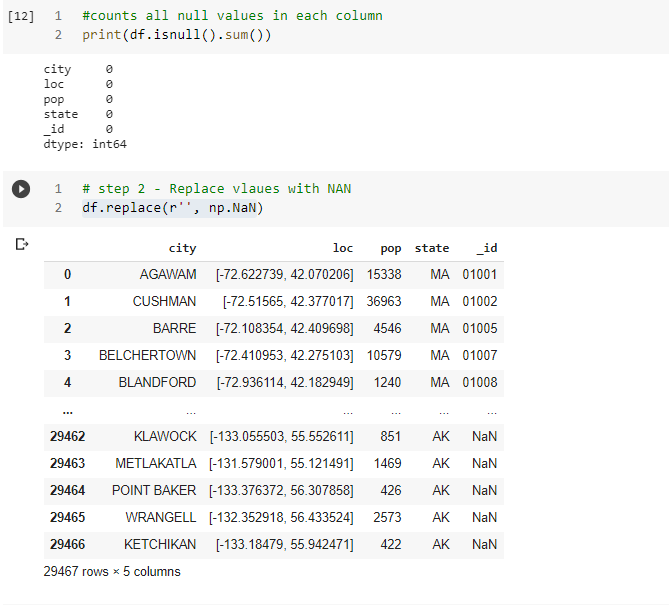 [12] 1 #counts all null values in each column
2 print(df.isnull().sum())
city 0
loc 0
pop 0
state 0
_id 0
dtype: int64
1 # step 2 - Replace vlaues with NAN
2 df.replace(r'', np.NaN)
city loc pop state _id
0 AGAWAM [-72.622739, 42.070206] 15338 MA 01001
1 CUSHMAN [-72.51565, 42.377017] 36963 MA 01002
2 BARRE [-72.108354, 42.409698] 4546 MA 01005
3 BELCHERTOWN [-72.410953, 42.275103] 10579 MA 01007
4 BLANDFORD [-72.936114, 42.182949] 1240 MA 01008
... ... ... ... ... ...
29462 KLAWOCK [-133.055503, 55.552611] 851 AK NaN
29463 METLAKATLA [-131.579001, 55.121491] 1469 AK NaN
29464 POINT BAKER [-133.376372, 56.307858] 426 AK NaN
29465 WRANGELL [-132.352918, 56.433524] 2573 AK NaN
29466 KETCHIKAN [-133.18479, 55.942471] 422 AK NaN
29467 rows × 5 columns